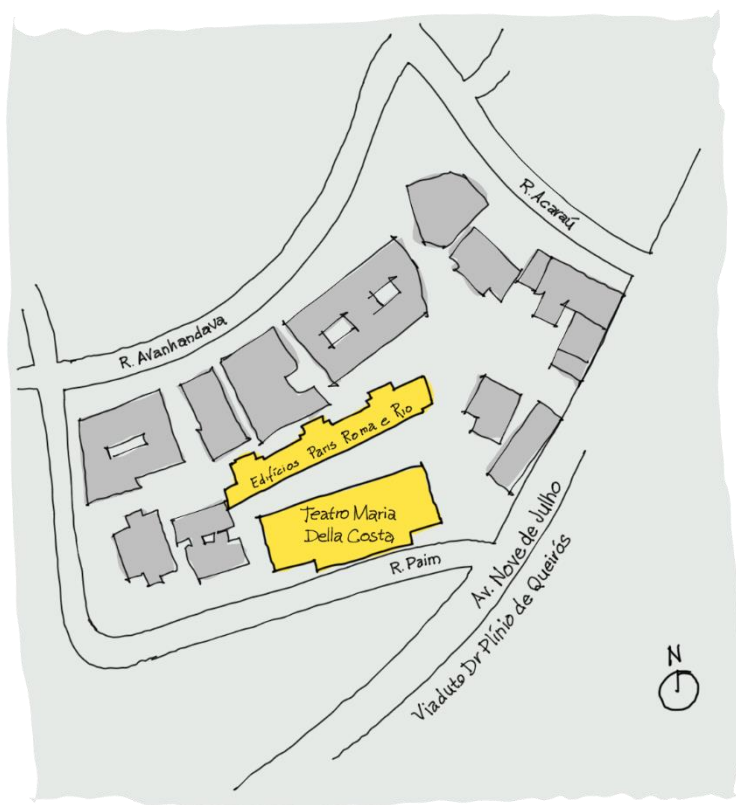 R. Acaraú
R. Avanhandava
Edifícios Paris Roma e Rio
Teatro Maria
Della Costa
R. Paim
Av. Nove de Julho
Viaduto Dr Plínio de Queirós
N